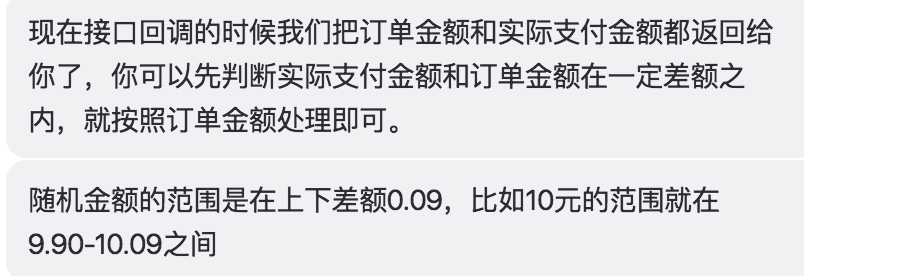 现在接口回调的时候我们把订单金额和实际支付金额都返回给
你了，你可以先判断实际支付金额和订单金额在一定差额之
内，就按照订单金额处理即可。
随机金额的范围是在上下差额0.09，比如10元的范围就在
9.90-10.09之间